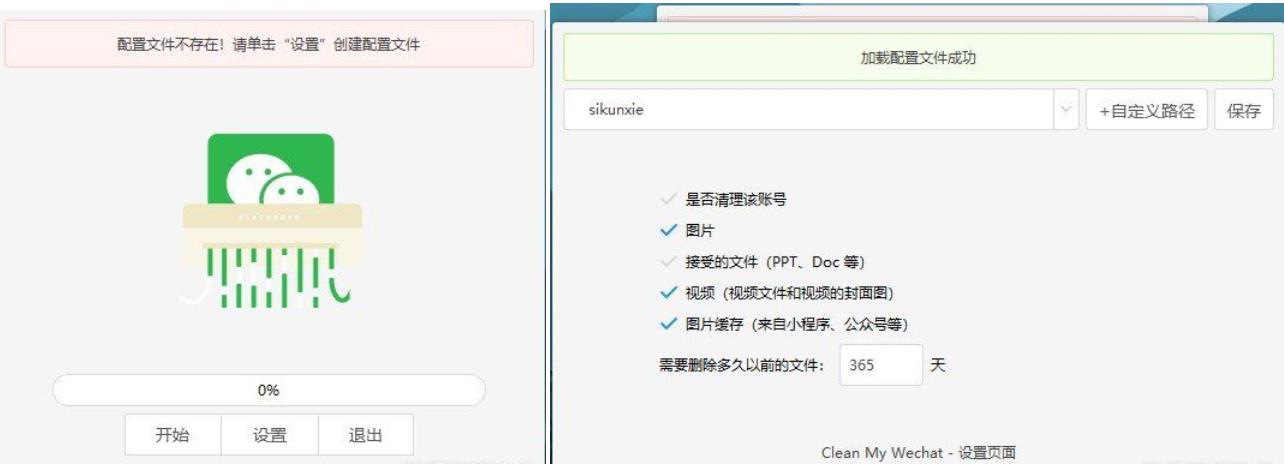 配置文件不存在！请单击“设置”创建配置文件
0%
开始 设置 退出
加载配置文件成功
sikunxie +自定义路径 保存
是否清理该账号
图片
接受的文件（PPT、Doc 等）
视频（视频文件和视频的封面图）
图片缓存（来自小程序、公众号等）
需要删除多久以前的文件： 365 天
Clean My Wechat - 设置页面